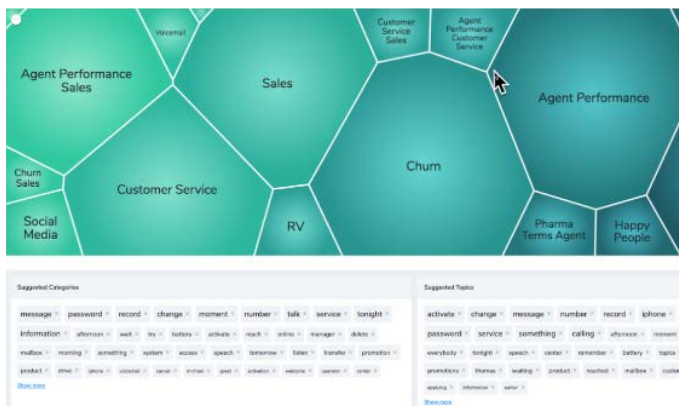 Voicemail
Customer Service Sales
Agent Performance Customer Service
Agent Performance Sales
Sales
Agent Performance
Churn
Churn Sales
Customer Service
Social Media
RV
Pharma Terms Agent
Happy People
Suggested Categories
message × password × record × change × moment × number × talk × service × tonight ×
information × afternoon × wait × try × battery × activate × reach × online × manager × delete ×
mailbox × morning × something × system × access × speech × tomorrow × listen × transfer × promotion ×
product × drive × iphone × voicemail × cancel × michael × greet × activation × welcome × operator × center ×
Show more
Suggested Topics
activate × change × message × number × record × iphone ×
password × service × something × calling × afternoon × moment
everybody × tonight × speech × center × remember × battery × topics
promotions × thomas × waiting × product × reached × mailbox × custo
applying × information × earlier ×
Show more